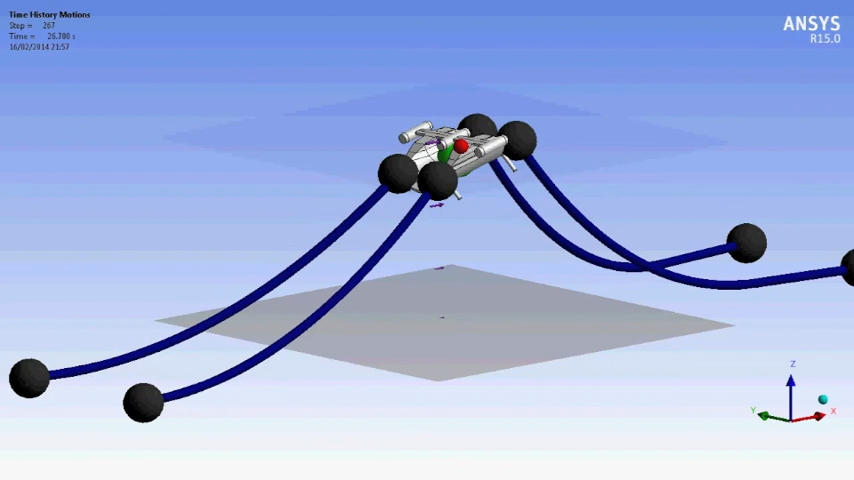 Time History Motions
Step = 267
Time = 26.700 s
16/02/2014 21:57
ANSYS
R15.0
Z
Y
X